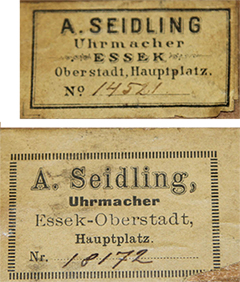 A. SEIDLING
Uhrmacher
ESSEK
Oberstadt, Hauptplatz.
No 14521
A. Seidling,
Uhrmacher
Essek-Oberstadt,
Hauptplatz.
Nr. 18172